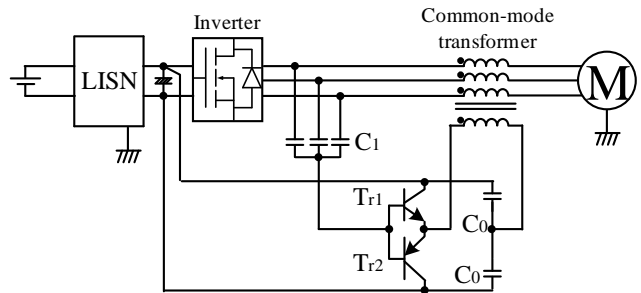 Inverter
Common-mode
transformer
LISN
M
C1
Tr1
C0
Tr2
C0